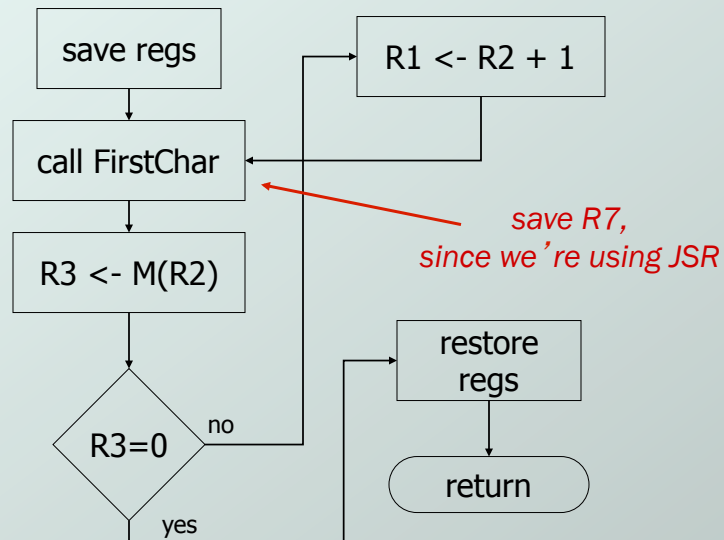 save regs
R1 <- R2 + 1
call FirstChar
save R7,
since we’re using JSR
R3 <- M(R2)
restore
regs
no
R3=0
return
yes